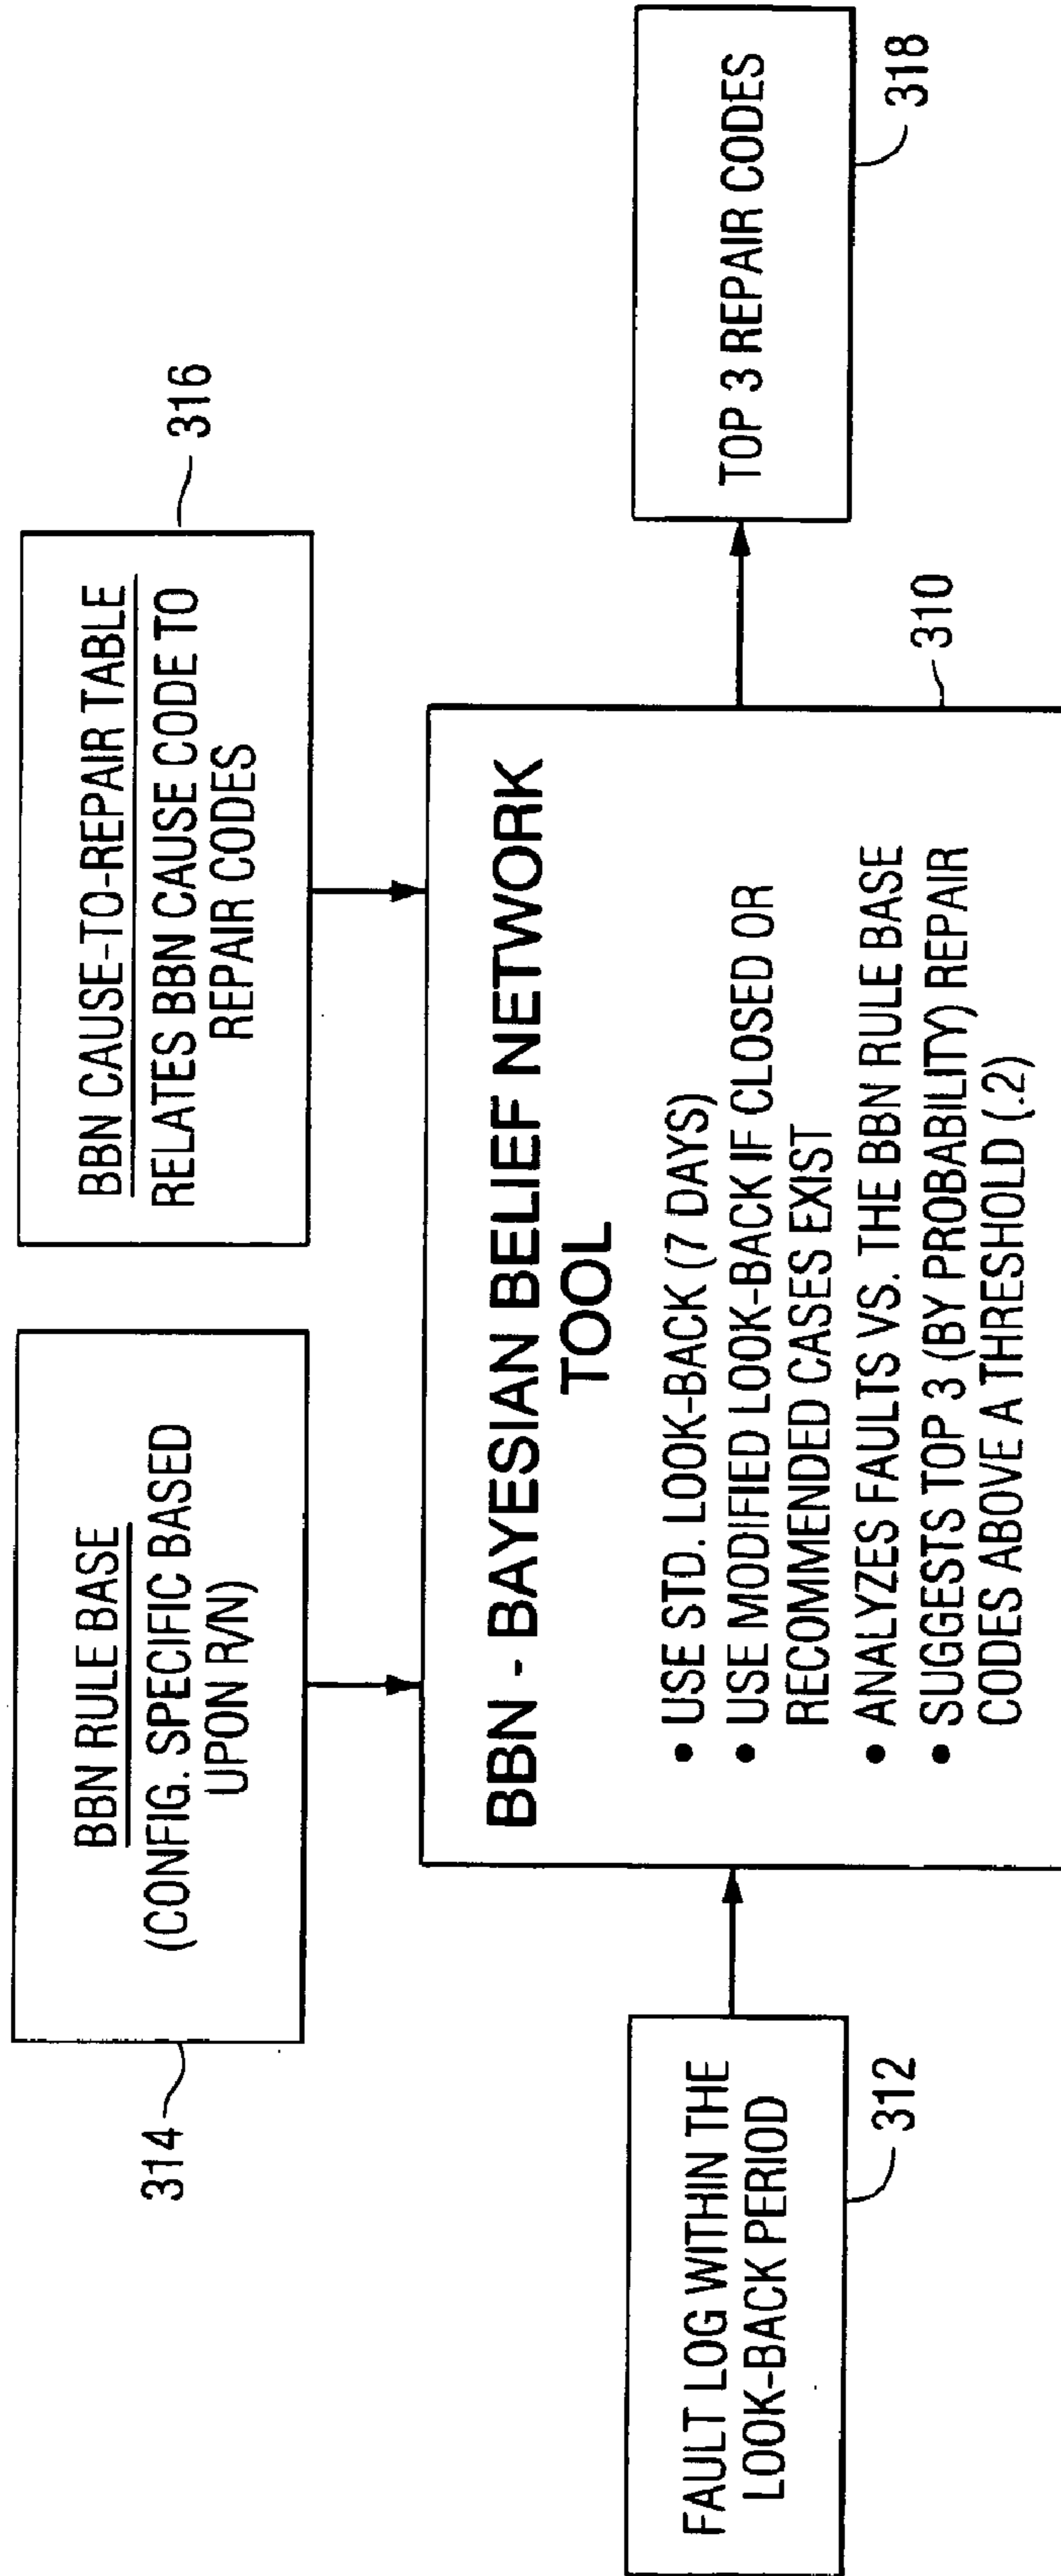 BBN RULE BASE
(CONFIG. SPECIFIC BASED
UPON R/N)
314
BBN CAUSE-TO-REPAIR TABLE
RELATES BBN CAUSE CODE TO
REPAIR CODES
316
FAULT LOG WITHIN THE
LOOK-BACK PERIOD
312
BBN - BAYESIAN BELIEF NETWORK
TOOL
• USE STD. LOOK-BACK (7 DAYS)
• USE MODIFIED LOOK-BACK IF CLOSED OR
RECOMMENDED CASES EXIST
• ANALYZES FAULTS VS. THE BBN RULE BASE
• SUGGESTS TOP 3 (BY PROBABILITY) REPAIR
CODES ABOVE A THRESHOLD (.2)
310
TOP 3 REPAIR CODES
318